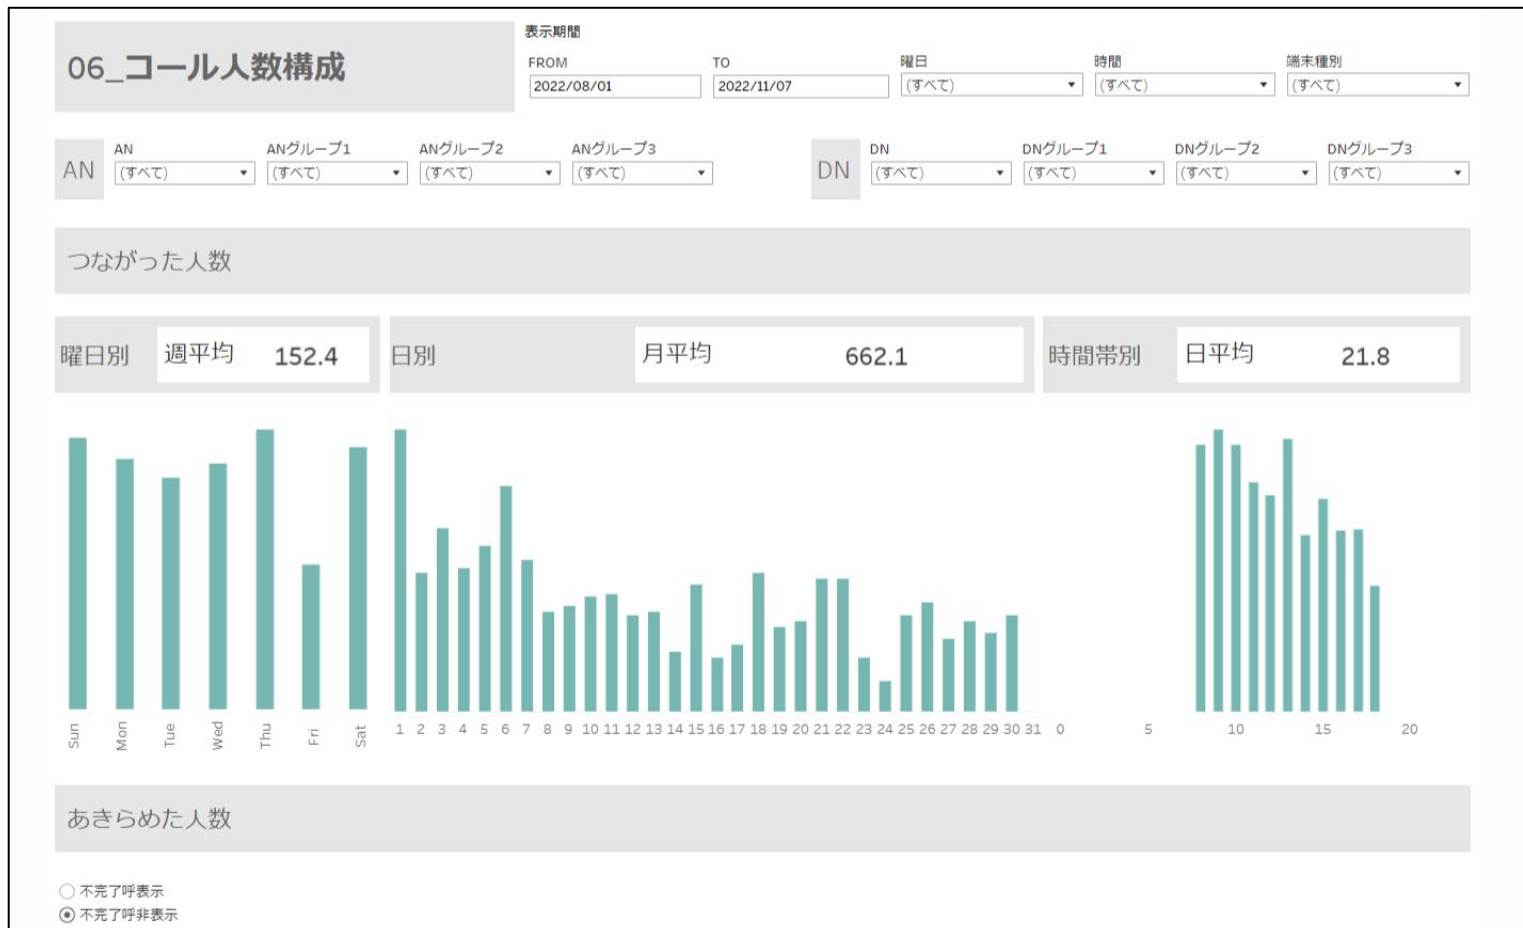 06_コール人数構成
表示期間
FROM TO 曜日 時間 端末種別
2022/08/01 2022/11/07 (すべて) (すべて) (すべて)
AN ANグループ1 ANグループ2 ANグループ3 DN DNグループ1 DNグループ2 DNグループ3
AN (すべて) (すべて) (すべて) (すべて) DN (すべて) (すべて) (すべて) (すべて)
つながった人数
曜日別 週平均 152.4 日別 月平均 662.1 時間帯別 日平均 21.8
Sun Mon Tue Wed Thu Fri Sat 1 2 3 4 5 6 7 8 9 10 11 12 13 14 15 16 17 18 19 20 21 22 23 24 25 26 27 28 29 30 31 0 5 10 15 20
あきらめた人数
不完了呼表示
不完了呼非表示